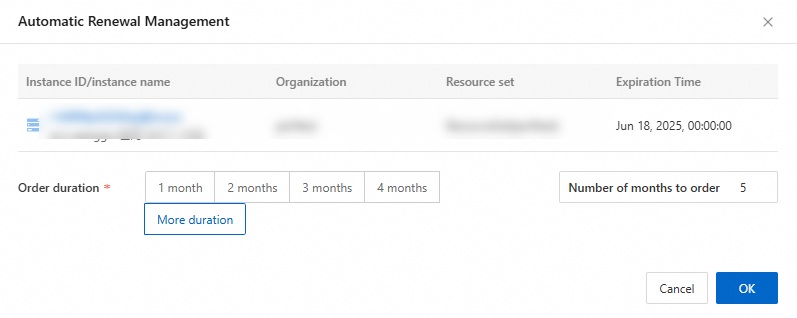 Automatic Renewal Management
Instance ID/instance name Organization Resource set Expiration Time
Jun 18, 2025, 00:00:00
Order duration * 1 month 2 months 3 months 4 months Number of months to order 5
More duration
Cancel OK